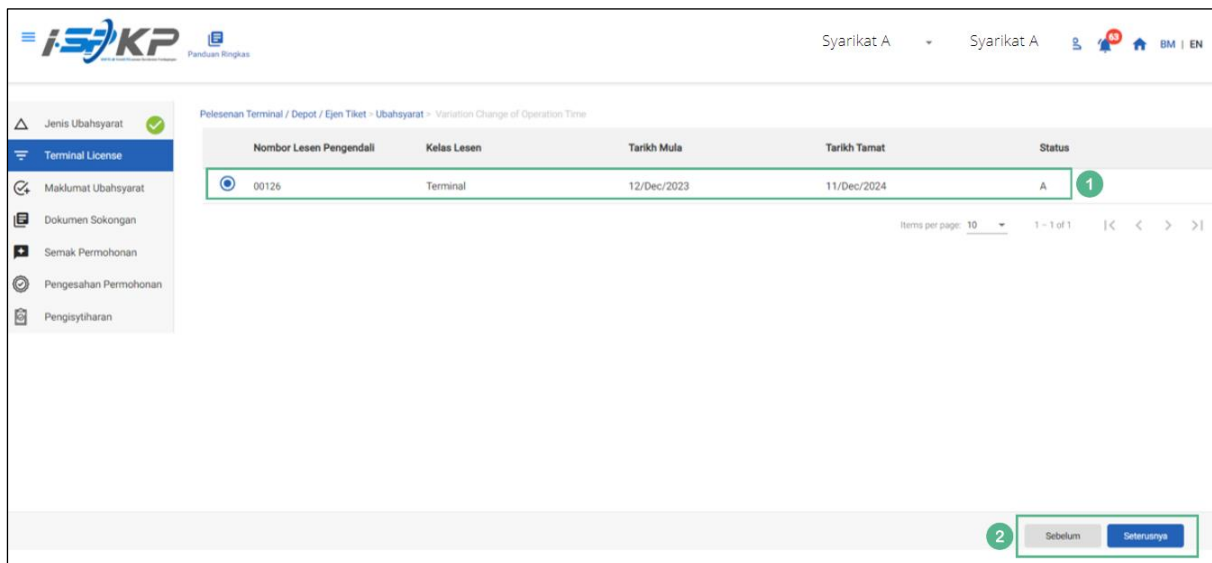 i-SPKP
Panduan Ringkas
Syarikat A
Syarikat A
63
BM | EN
Jenis Ubahsyarat
Terminal License
Maklumat Ubahsyarat
Dokumen Sokongan
Semak Permohonan
Pengesahan Permohonan
Pengisytiharan
Pelesenan Terminal / Depot / Ejen Tiket > Ubahsyarat > Variation Change of Operation Time
Nombor Lesen Pengendali Kelas Lesen Tarikh Mula Tarikh Tamat Status
00126 Terminal 12/Dec/2023 11/Dec/2024 A
1
Items per page: 10 1 – 1 of 1
2
Sebelum Seterusnya